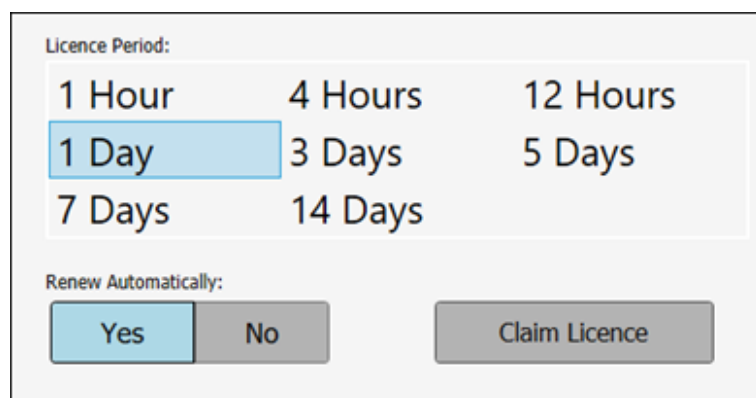 Licence Period:
1 Hour 4 Hours 12 Hours
1 Day 3 Days 5 Days
7 Days 14 Days
Renew Automatically:
Yes No Claim Licence